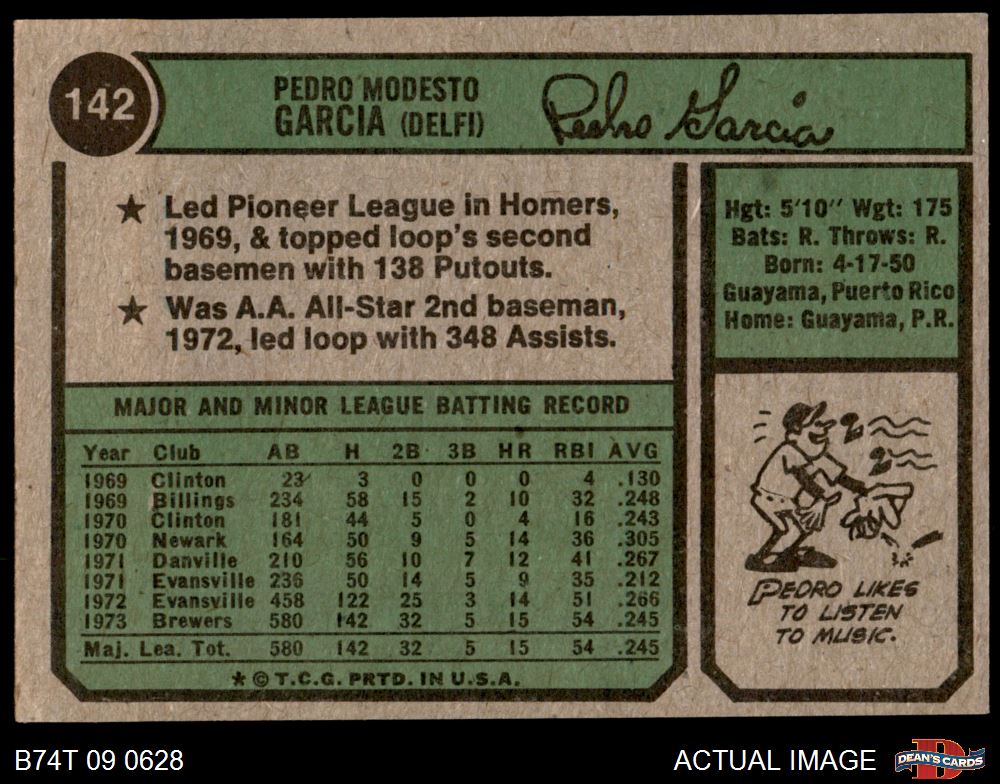 142
PEDRO MODESTO
GARCIA (DELFI)
Pedro Garcia
★ Led Pioneer League in Homers,
1969, & topped loop's second
basemen with 138 Putouts.
★ Was A.A. All-Star 2nd baseman,
1972, led loop with 348 Assists.
Hgt: 5'10" Wgt: 175
Bats: R. Throws: R.
Born: 4-17-50
Guayama, Puerto Rico
Home: Guayama, P.R.
MAJOR AND MINOR LEAGUE BATTING RECORD
Year Club AB H 2B 3B HR RBI AVG
1969 Clinton 23 3 0 0 0 4 .130
1969 Billings 234 58 15 2 10 32 .248
1970 Clinton 181 44 5 0 4 16 .243
1970 Newark 164 50 9 5 14 36 .305
1971 Danville 210 56 10 7 12 41 .267
1971 Evansville 236 50 14 5 9 35 .212
1972 Evansville 458 122 25 3 14 51 .266
1973 Brewers 580 142 32 5 15 54 .245
Maj. Lea. Tot. 580 142 32 5 15 54 .245
★ © T.C.G. PRTD. IN U.S.A.
PEDRO LIKES
TO LISTEN
TO MUSIC.
B74T 09 0628
ACTUAL IMAGE
DEAN'S CARDS